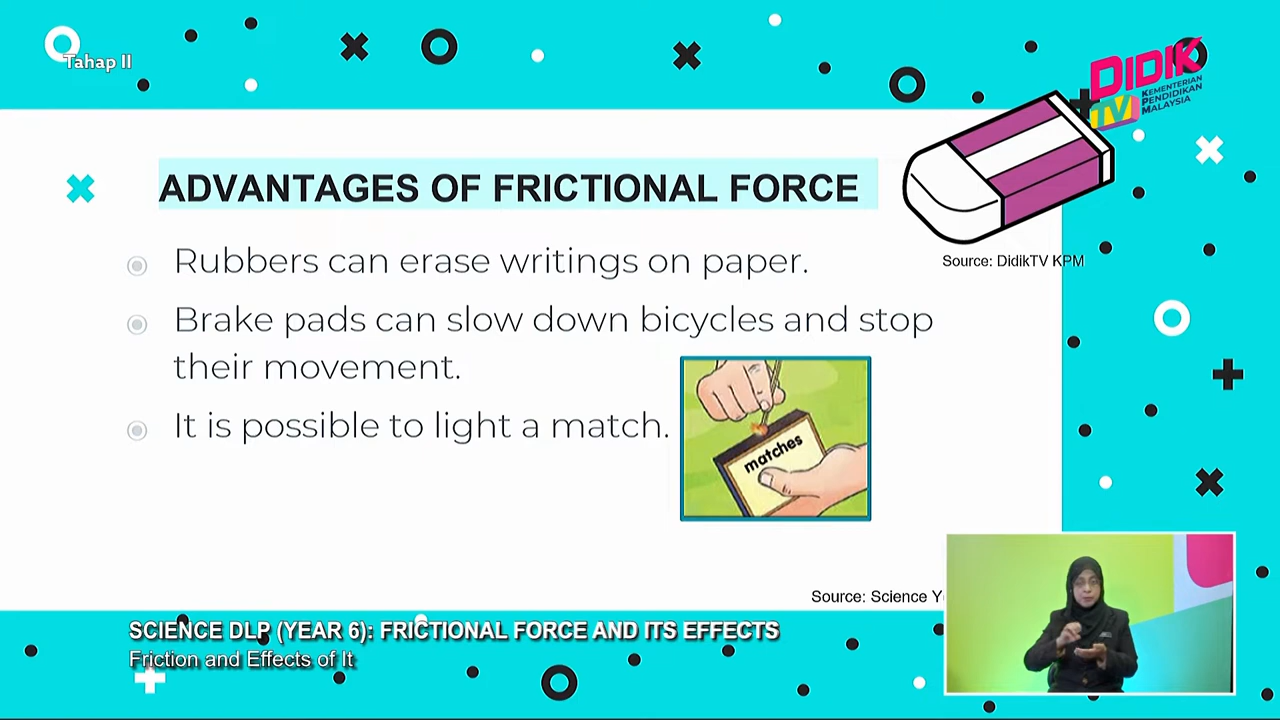 Tahap II
DIDIK
TV
KEMENTERIAN
PENDIDIKAN
MALAYSIA
ADVANTAGES OF FRICTIONAL FORCE
Source: DidikTV KPM
Rubbers can erase writings on paper.
Brake pads can slow down bicycles and stop
their movement.
It is possible to light a match.
matches
Source: Science Y
SCIENCE DLP (YEAR 6): FRICTIONAL FORCE AND ITS EFFECTS
Friction and Effects of It